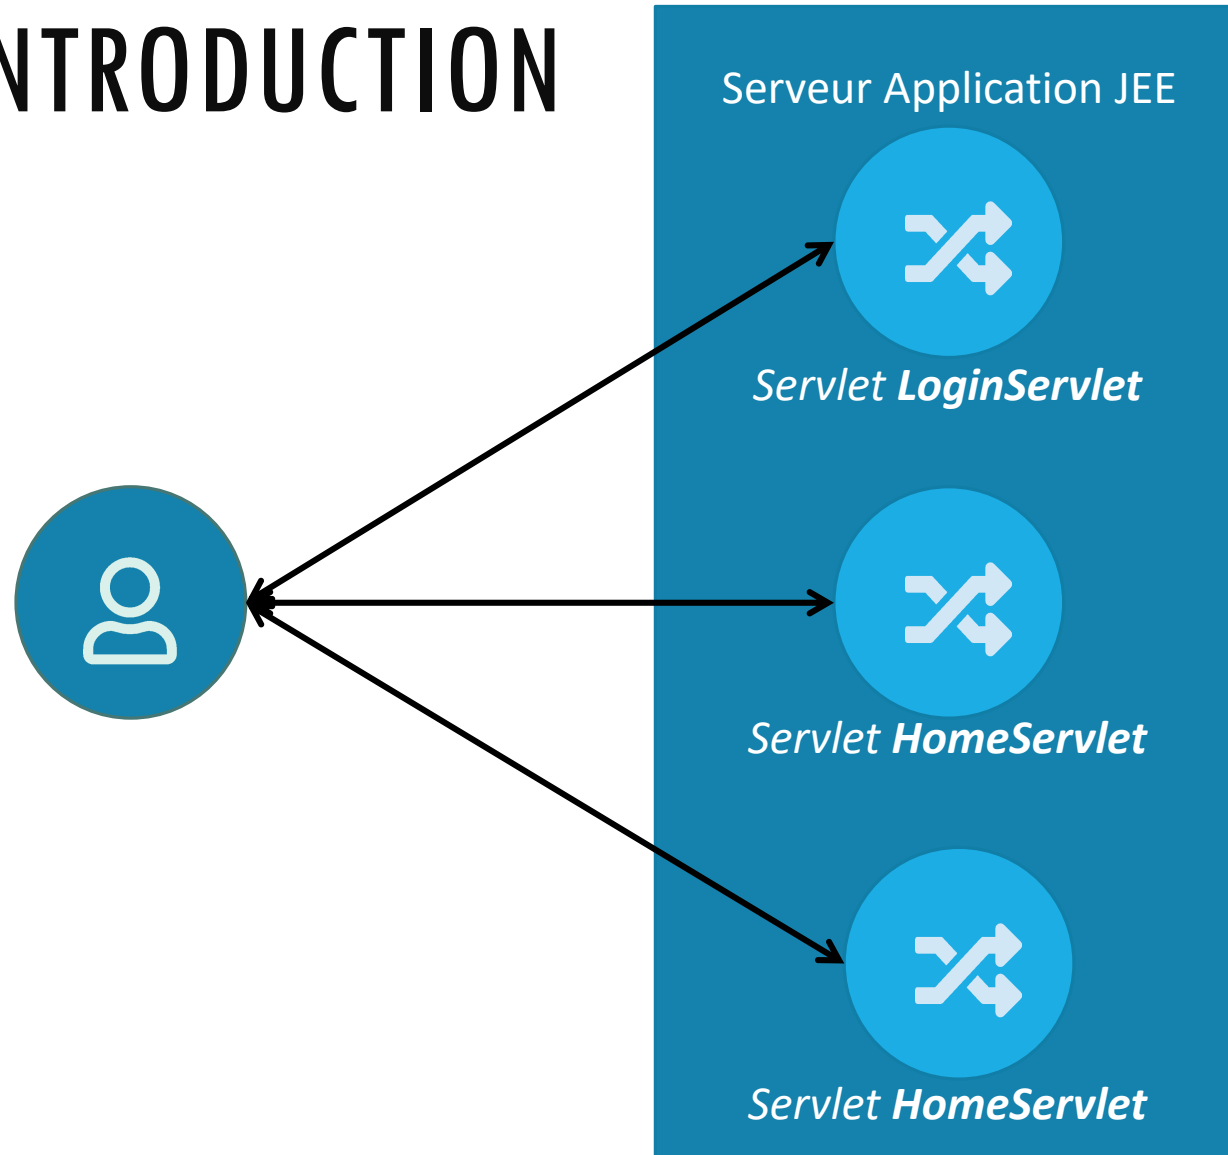 NTRODUCTION
Serveur Application JEE
Servlet LoginServlet
Servlet HomeServlet
Servlet HomeServlet